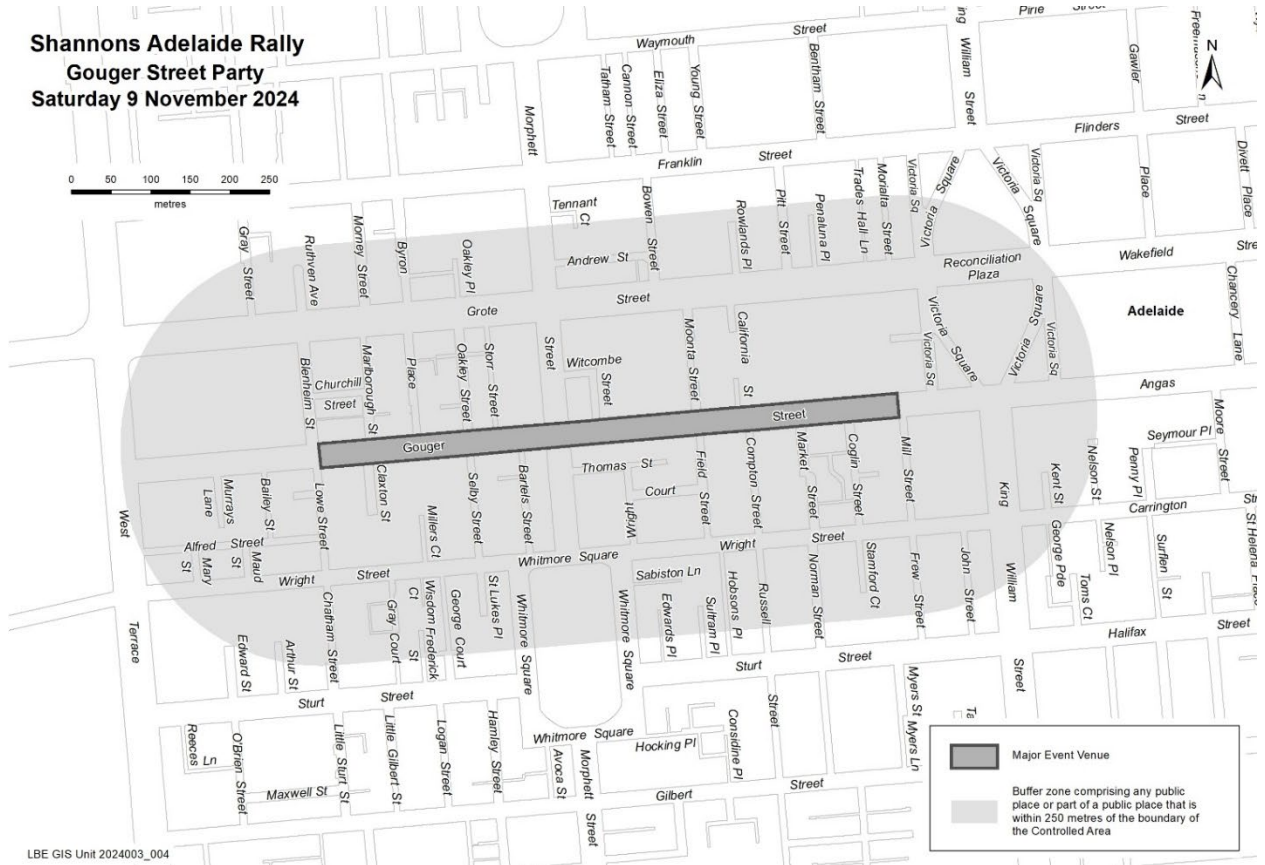 Shannons Adelaide Rally
Gouger Street Party
Saturday 9 November 2024
0 50 100 150 200 250
metres
N
Pirie Street
Waymouth Street
King William Street
Gawler Place
Tatham Street
Cannon Street
Eliza Street
Young Street
Bentham Street
Morphett Street
Flinders Street
Divett Place
Franklin Street
Victoria Sq
Victoria Square
Victoria Square
Victoria Sq
Tennant Ct
Bowen Street
Rowlands Pl
Pitt Street
Penaluna Pl
Trades Hall Ln
Morialta Street
Gray Street
Ruthven Ave
Morney Street
Byron Place
Oakley Pl
Andrew St
Wakefield
Reconciliation
Plaza
Chancery Lane
Grote Street
Adelaide
Victoria Sq
Victoria Square
Victoria Square
Victoria Sq
Blenheim St
Churchill
Street
Marlborough St
Oakley Street
Storr Street
Witcombe Street
Moonta Street
California St
Angas
Gouger Street
Moore Street
Seymour Pl
Penny Pl
Nelson St
Kent St
Murrays Lane
Bailey St
Lowe Street
Claxton St
Millers Ct
Selby Street
Bartels Street
Thomas St
Wright Court
Field Street
Compton Street
Market Street
Coglin Street
Mill Street
King William Street
Carrington
St Helena Place
West Terrace
Alfred Street
Mary St
Maud St
Wright Street
Whitmore Square
Wright Street
George Pde
Nelson Pl
Toms Ct
Surflen St
Edward St
Arthur St
Chatham Street
Gray Court
Wisdom Ct
Frederick St
George Court
St Lukes Pl
Whitmore Square
Whitmore Square
Sabiston Ln
Edwards Pl
Sultram Pl
Hobsons Pl
Russell Street
Norman Street
Stamford Ct
Frew Street
John Street
Halifax Street
Sturt Street
Sturt Street
Reeces Ln
O'Brien Street
Little Sturt St
Little Gilbert St
Logan Street
Hamley Street
Whitmore Square
Avoca St
Morphett Street
Hocking Pl
Considine Pl
Myers St
Myers Ln
Maxwell St
Gilbert Street
Major Event Venue
Buffer zone comprising any public
place or part of a public place that is
within 250 metres of the boundary of
the Controlled Area
LBE GIS Unit 2024003_004